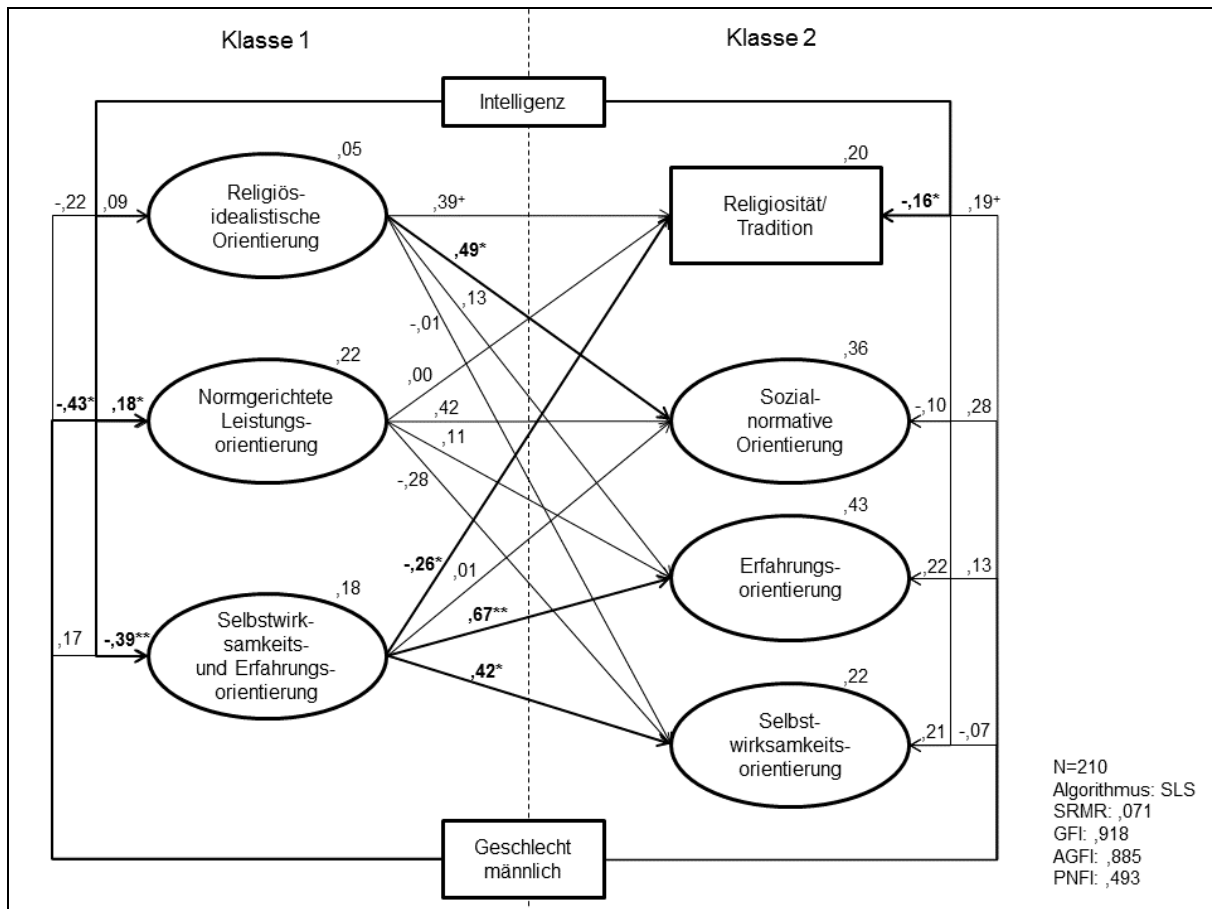 Klasse 1
Klasse 2
Intelligenz
,05
,20
-,22
,09
Religiös-
idealistische
Orientierung
,39+
Religiosität/
Tradition
-,16*
,19+
,49*
,13
-,01
,22
,36
,00
-,43*
,18*
Normgerichtete
Leistungs-
orientierung
,42
,11
-,28
Sozial-
normative
Orientierung
-,10
,28
,43
-,26*
,01
Erfahrungs-
orientierung
,22
,13
,18
,67**
,17
-,39**
Selbstwirk-
samkeits-
und Erfahrungs-
orientierung
,42*
,22
Selbst-
wirksamkeits-
orientierung
,21
-,07
Geschlecht
männlich
N=210
Algorithmus: SLS
SRMR: ,071
GFI: ,918
AGFI: ,885
PNFI: ,493